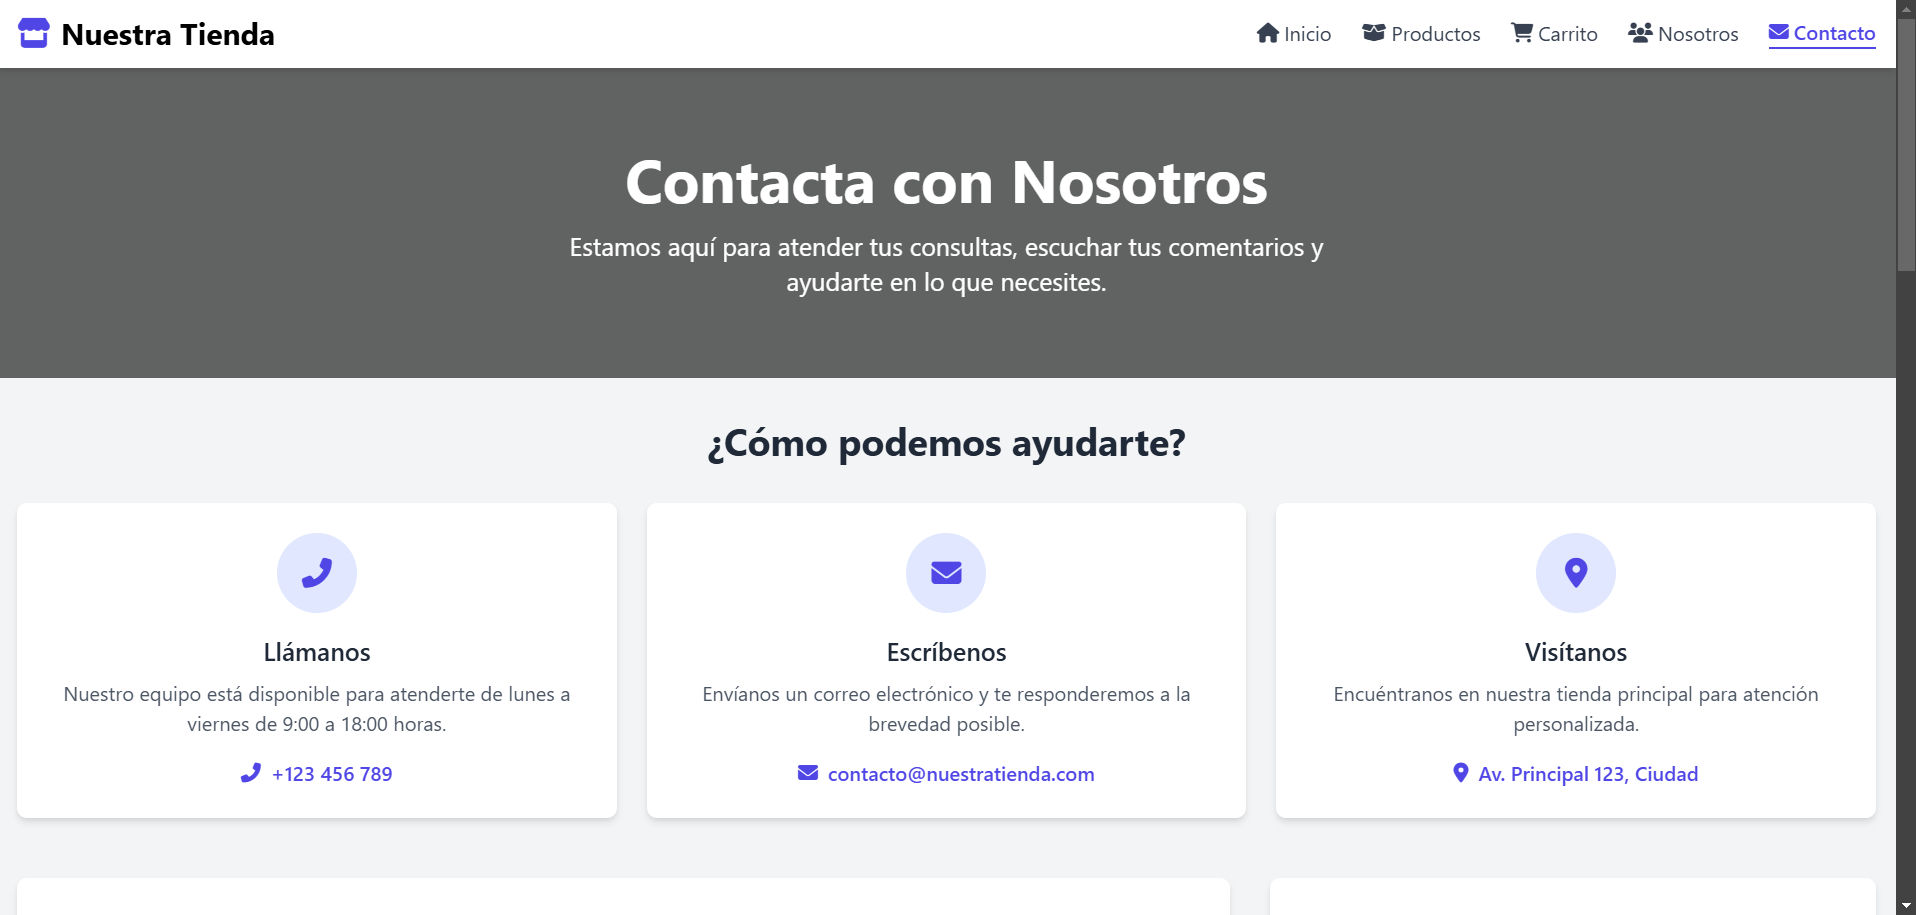 Nuestra Tienda
Inicio
Productos
Carrito
Nosotros
Contacto
Contacta con Nosotros
Estamos aquí para atender tus consultas, escuchar tus comentarios y
ayudarte en lo que necesites.
¿Cómo podemos ayudarte?
Llámanos
Nuestro equipo está disponible para atenderte de lunes a
viernes de 9:00 a 18:00 horas.
+123 456 789
Escríbenos
Envíanos un correo electrónico y te responderemos a la
brevedad posible.
contacto@nuestratienda.com
Visítanos
Encuéntranos en nuestra tienda principal para atención
personalizada.
Av. Principal 123, Ciudad